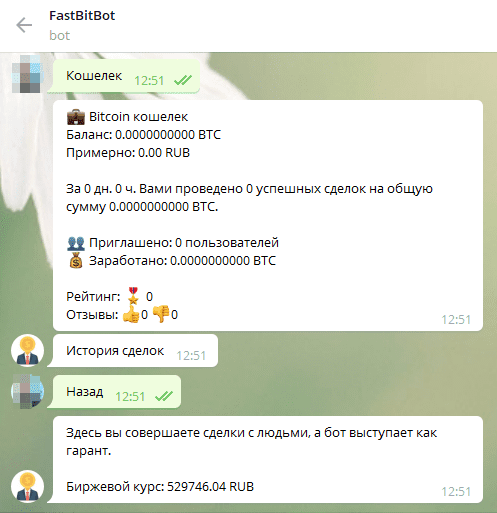 FastBitBot
bot
Кошелек 12:51
Bitcoin кошелек
Баланс: 0.0000000000 BTC
Примерно: 0.00 RUB
За 0 дн. 0 ч. Вами проведено 0 успешных сделок на общую
сумму 0.0000000000 BTC.
Приглашено: 0 пользователей
Заработано: 0.0000000000 BTC
Рейтинг: 0
Отзывы: 0 0
12:51
История сделок 12:51
Назад 12:51
Здесь вы совершаете сделки с людьми, а бот выступает как
гарант.
Биржевой курс: 529746.04 RUB
12:51